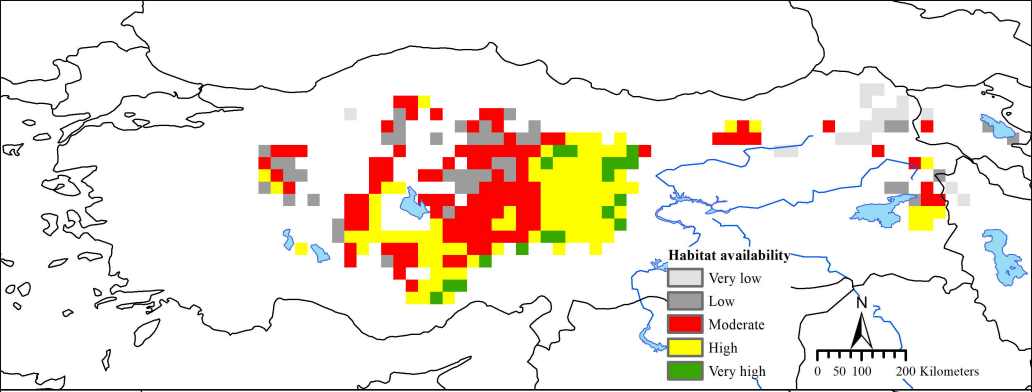 Habitat availability
Very low
Low
Moderate
High
Very high
N
0 50 100 200 Kilometers